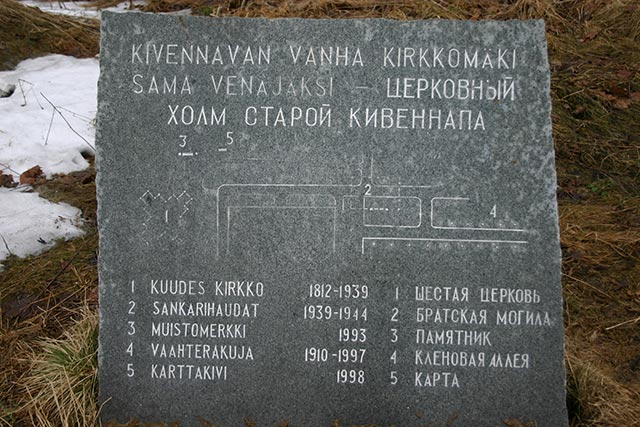 KIVENNAVAN VANHA KIRKKOMÄKI
SAMA VENÄJÄKSI – ЦЕРКОВНЫЙ
ХОЛМ СТАРОЙ КИВЕННАПА
3 5
2
1 4
1 KUUDES KIRKKO 1812-1939 1 ШЕСТАЯ ЦЕРКОВЬ
2 SANKARIHAUDAT 1939-1944 2 БРАТСКАЯ МОГИЛА
3 MUISTOMERKKI 1993 3 ПАМЯТНИК
4 VAAHTERAKUJA 1910-1997 4 КЛЕНОВАЯ АЛЛЕЯ
5 KARTTAKIVI 1998 5 КАРТА